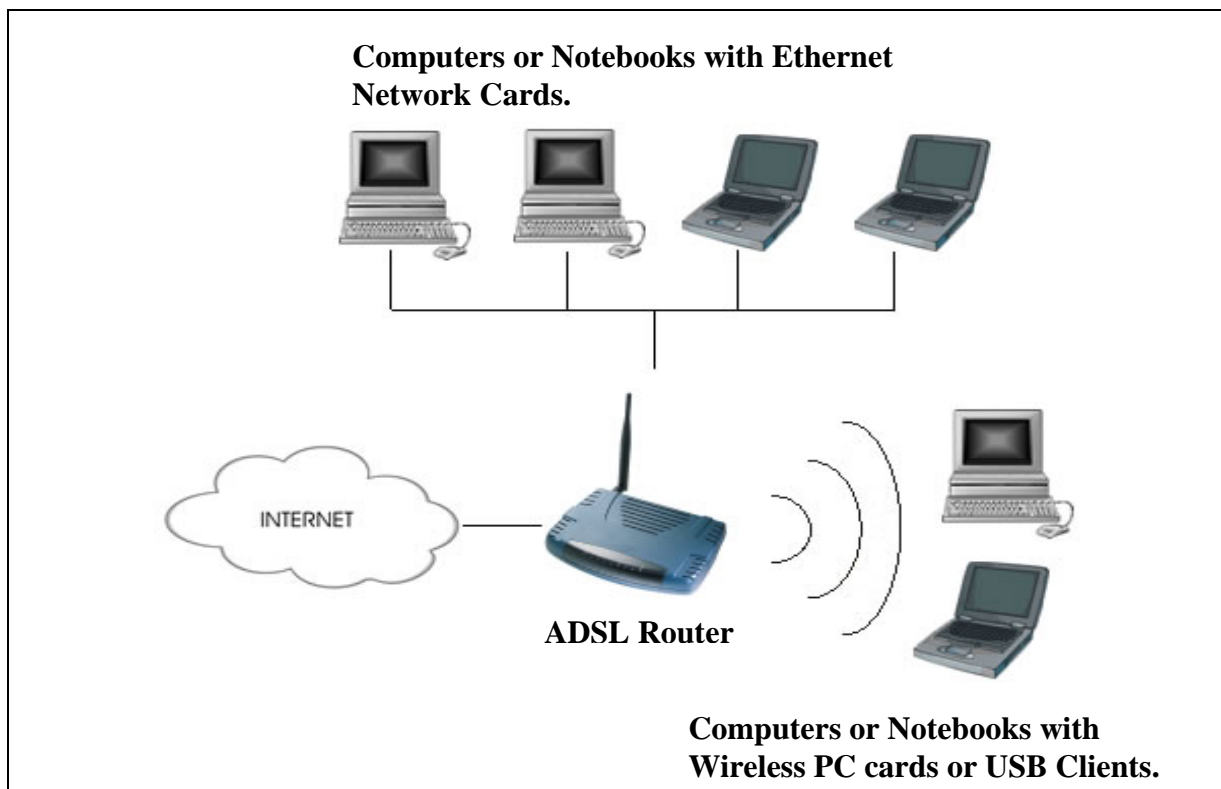 Computers or Notebooks with Ethernet
Network Cards.
INTERNET
ADSL Router
Computers or Notebooks with
Wireless PC cards or USB Clients.